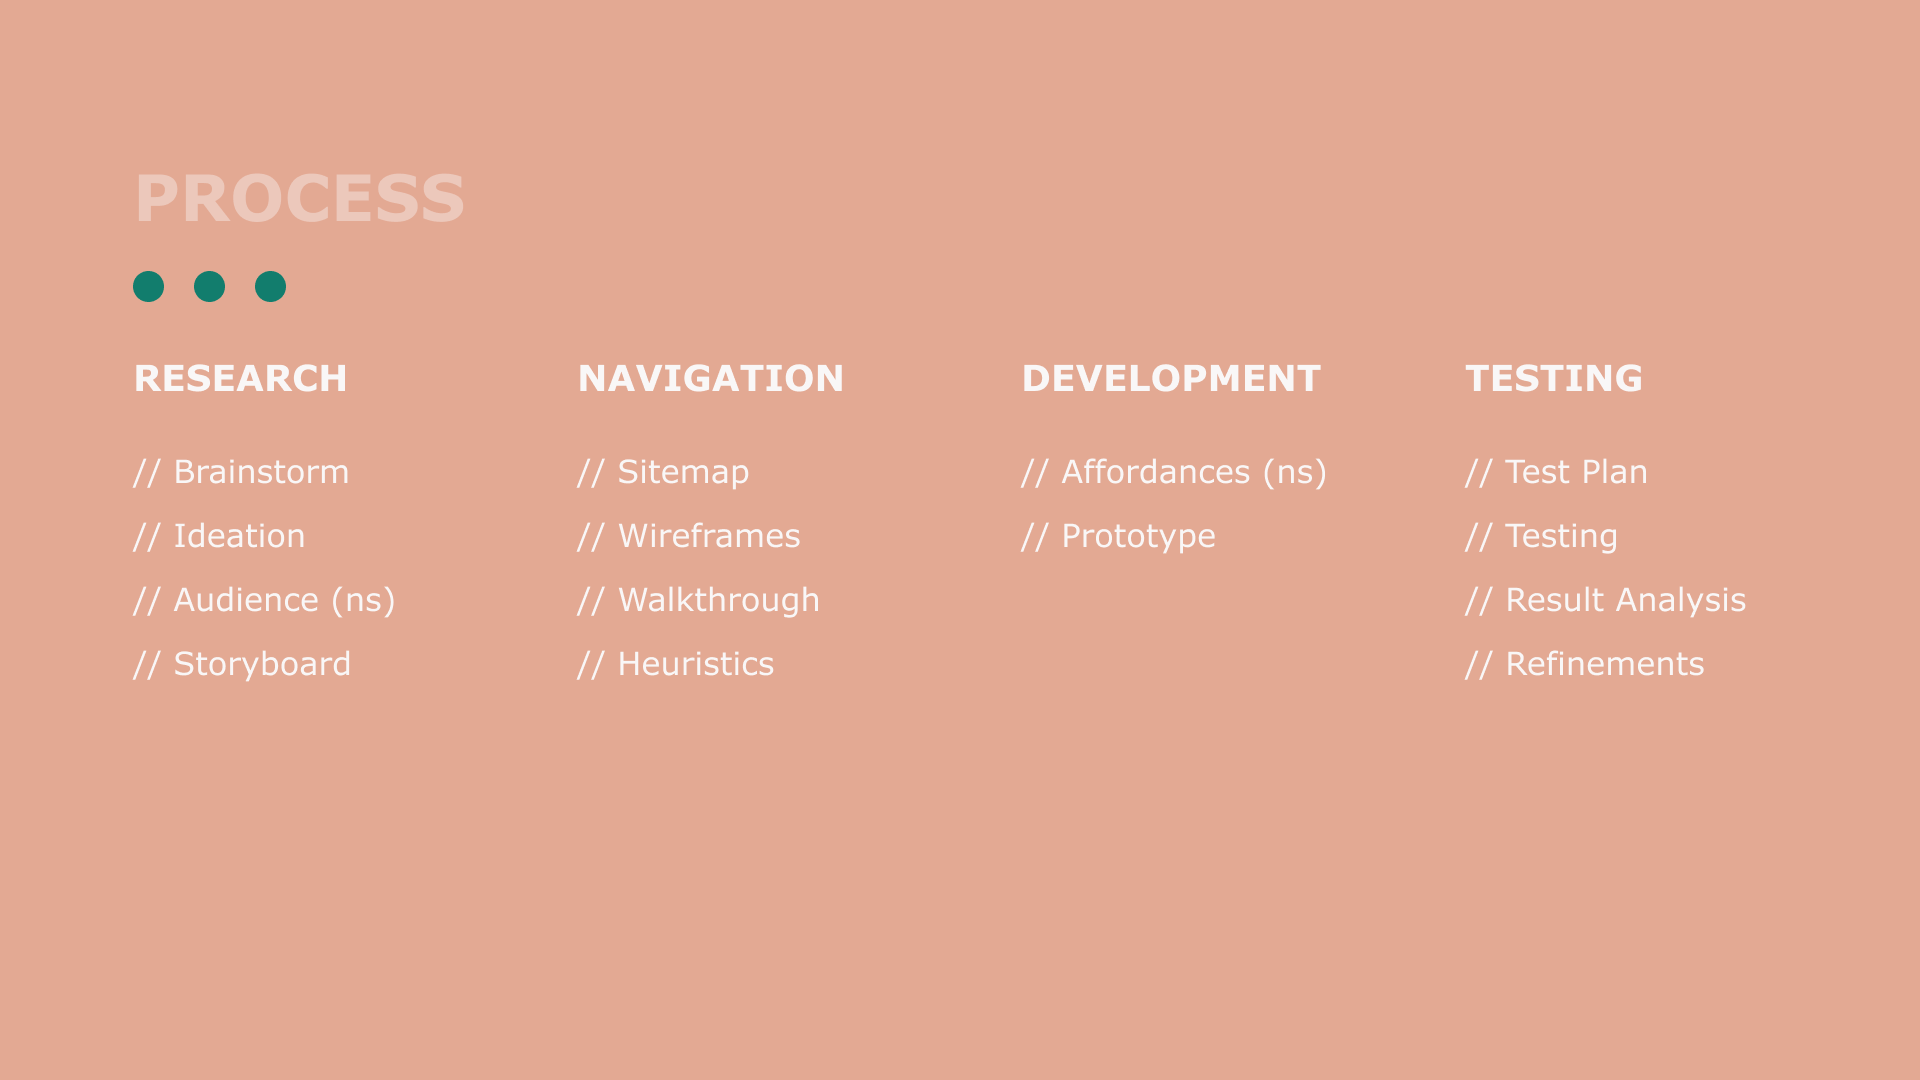 PROCESS
RESEARCH
// Brainstorm
// Ideation
// Audience (ns)
// Storyboard
NAVIGATION
// Sitemap
// Wireframes
// Walkthrough
// Heuristics
DEVELOPMENT
// Affordances (ns)
// Prototype
TESTING
// Test Plan
// Testing
// Result Analysis
// Refinements